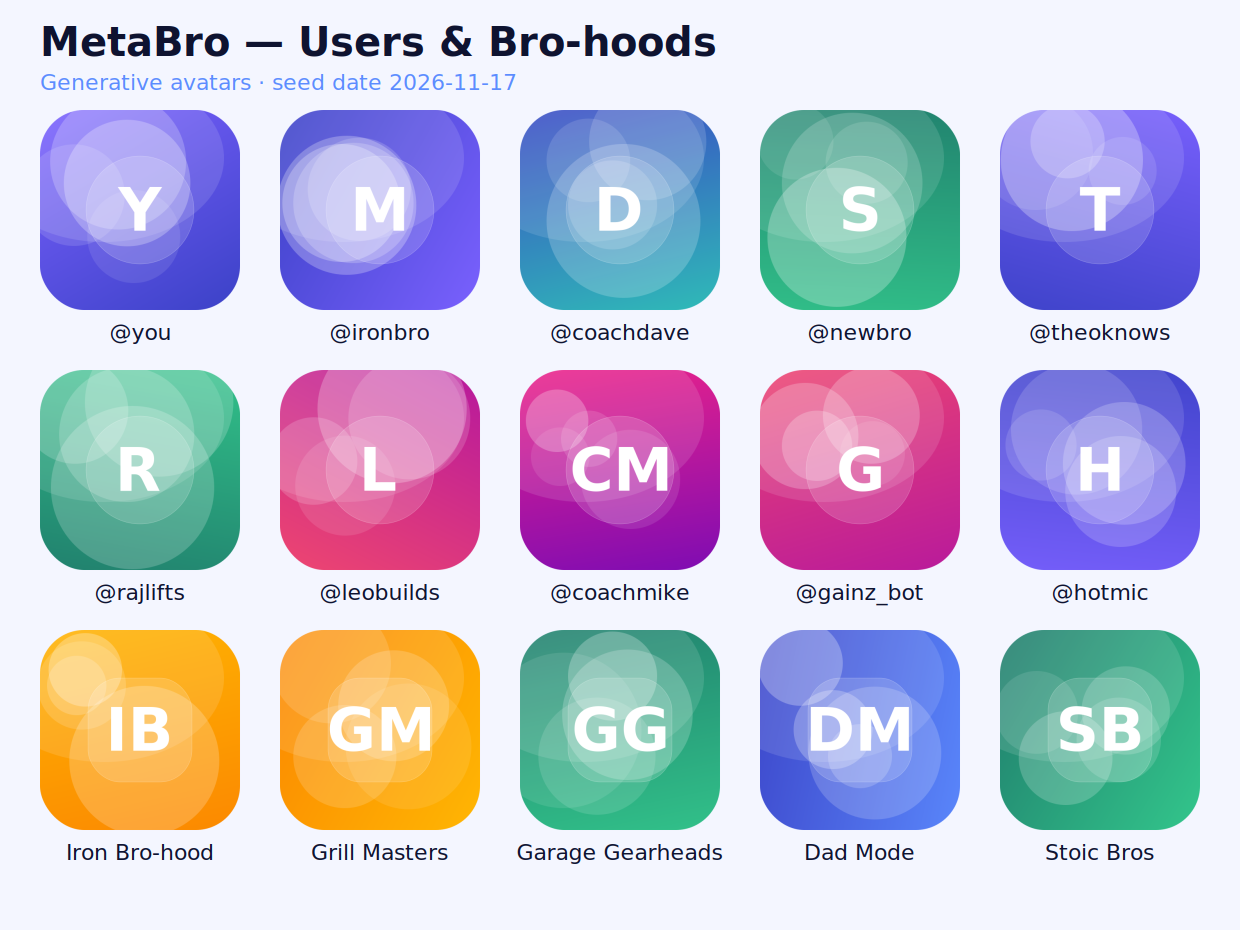 MetaBro — Users & Bro-hoods
Generative avatars · seed date 2026-11-17
Y M D S T
@you @ironbro @coachdave @newbro @theoknows
R L CM G H
@rajlifts @leobuilds @coachmike @gainz_bot @hotmic
IB GM GG DM SB
Iron Bro-hood Grill Masters Garage Gearheads Dad Mode Stoic Bros